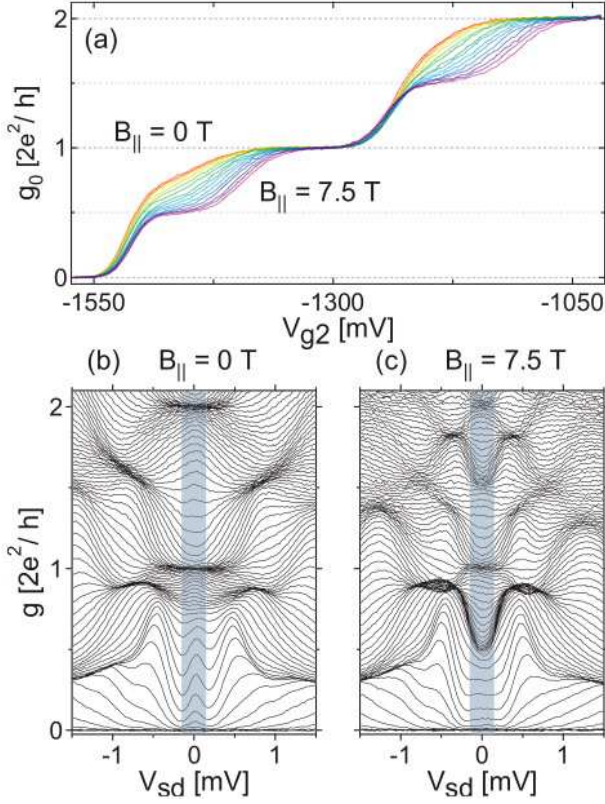 (a)
2
1
0
g₀ [2e²/ h]
B|| = 0 T
B|| = 7.5 T
-1550 -1300 -1050
Vg2 [mV]
(b) B|| = 0 T (c) B|| = 7.5 T
2
1
0
g [2e²/ h]
-1 0 1 -1 0 1
Vsd [mV] Vsd [mV]